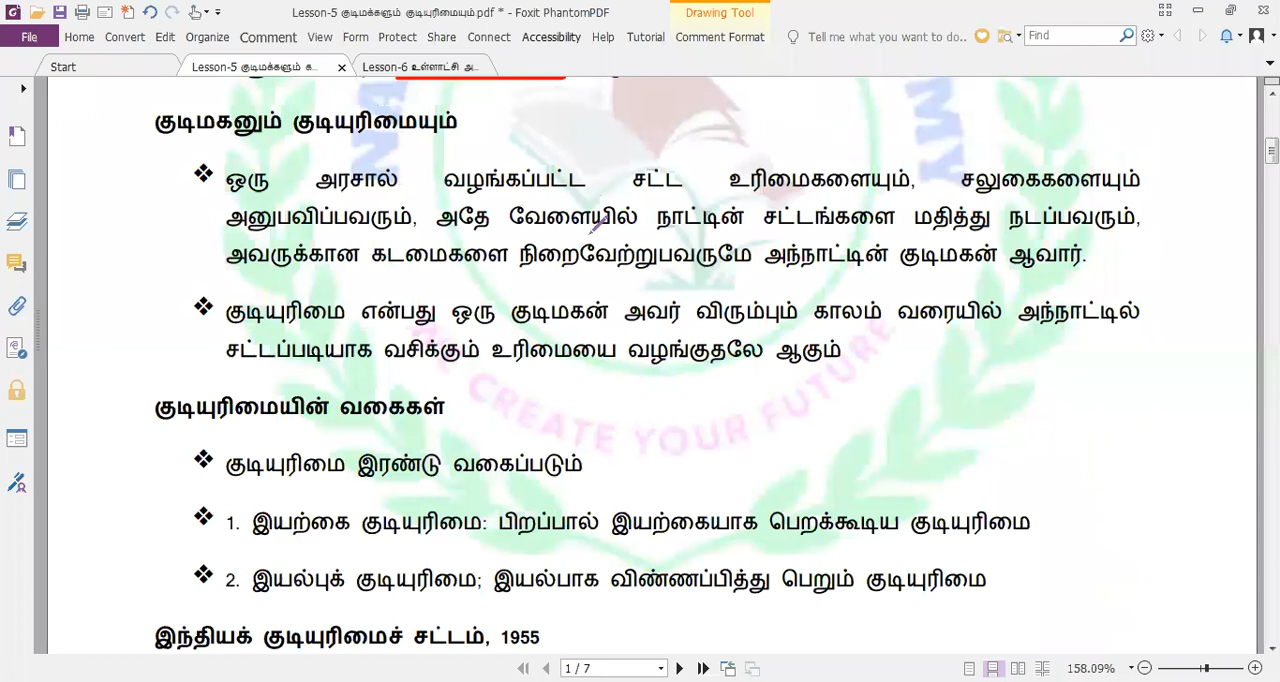 Lesson-5 குடிமக்களும் குடியுரிமையும்.pdf * - Foxit PhantomPDF
Drawing Tool
File Home Convert Edit Organize Comment View Form Protect Share Connect Accessibility Help Tutorial Comment Format Tell me what you want to do.. Find
Start Lesson-5 குடிமக்களும் க... Lesson-6 உள்ளாட்சி அ...
குடிமகனும் குடியுரிமையும்
❖ ஒரு அரசால் வழங்கப்பட்ட சட்ட உரிமைகளையும், சலுகைகளையும்
அனுபவிப்பவரும், அதே வேளையில் நாட்டின் சட்டங்களை மதித்து நடப்பவரும்,
அவருக்கான கடமைகளை நிறைவேற்றுபவருமே அந்நாட்டின் குடிமகன் ஆவார்.
❖ குடியுரிமை என்பது ஒரு குடிமகன் அவர் விரும்பும் காலம் வரையில் அந்நாட்டில்
சட்டப்படியாக வசிக்கும் உரிமையை வழங்குதலே ஆகும்
குடியுரிமையின் வகைகள்
❖ குடியுரிமை இரண்டு வகைப்படும்
❖ 1. இயற்கை குடியுரிமை: பிறப்பால் இயற்கையாக பெறக்கூடிய குடியுரிமை
❖ 2. இயல்புக் குடியுரிமை; இயல்பாக விண்ணப்பித்து பெறும் குடியுரிமை
இந்தியக் குடியுரிமைச் சட்டம், 1955
CREATE YOUR FUTURE
1 / 7
158.09%